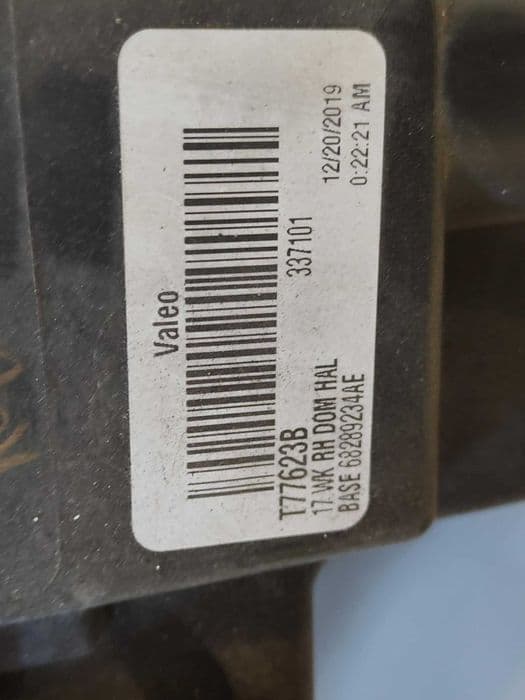 Valeo
T77623B
337101
12/20/2019
17 WK RH DOM HAL
0:22:21 AM
BASE 68289234AE